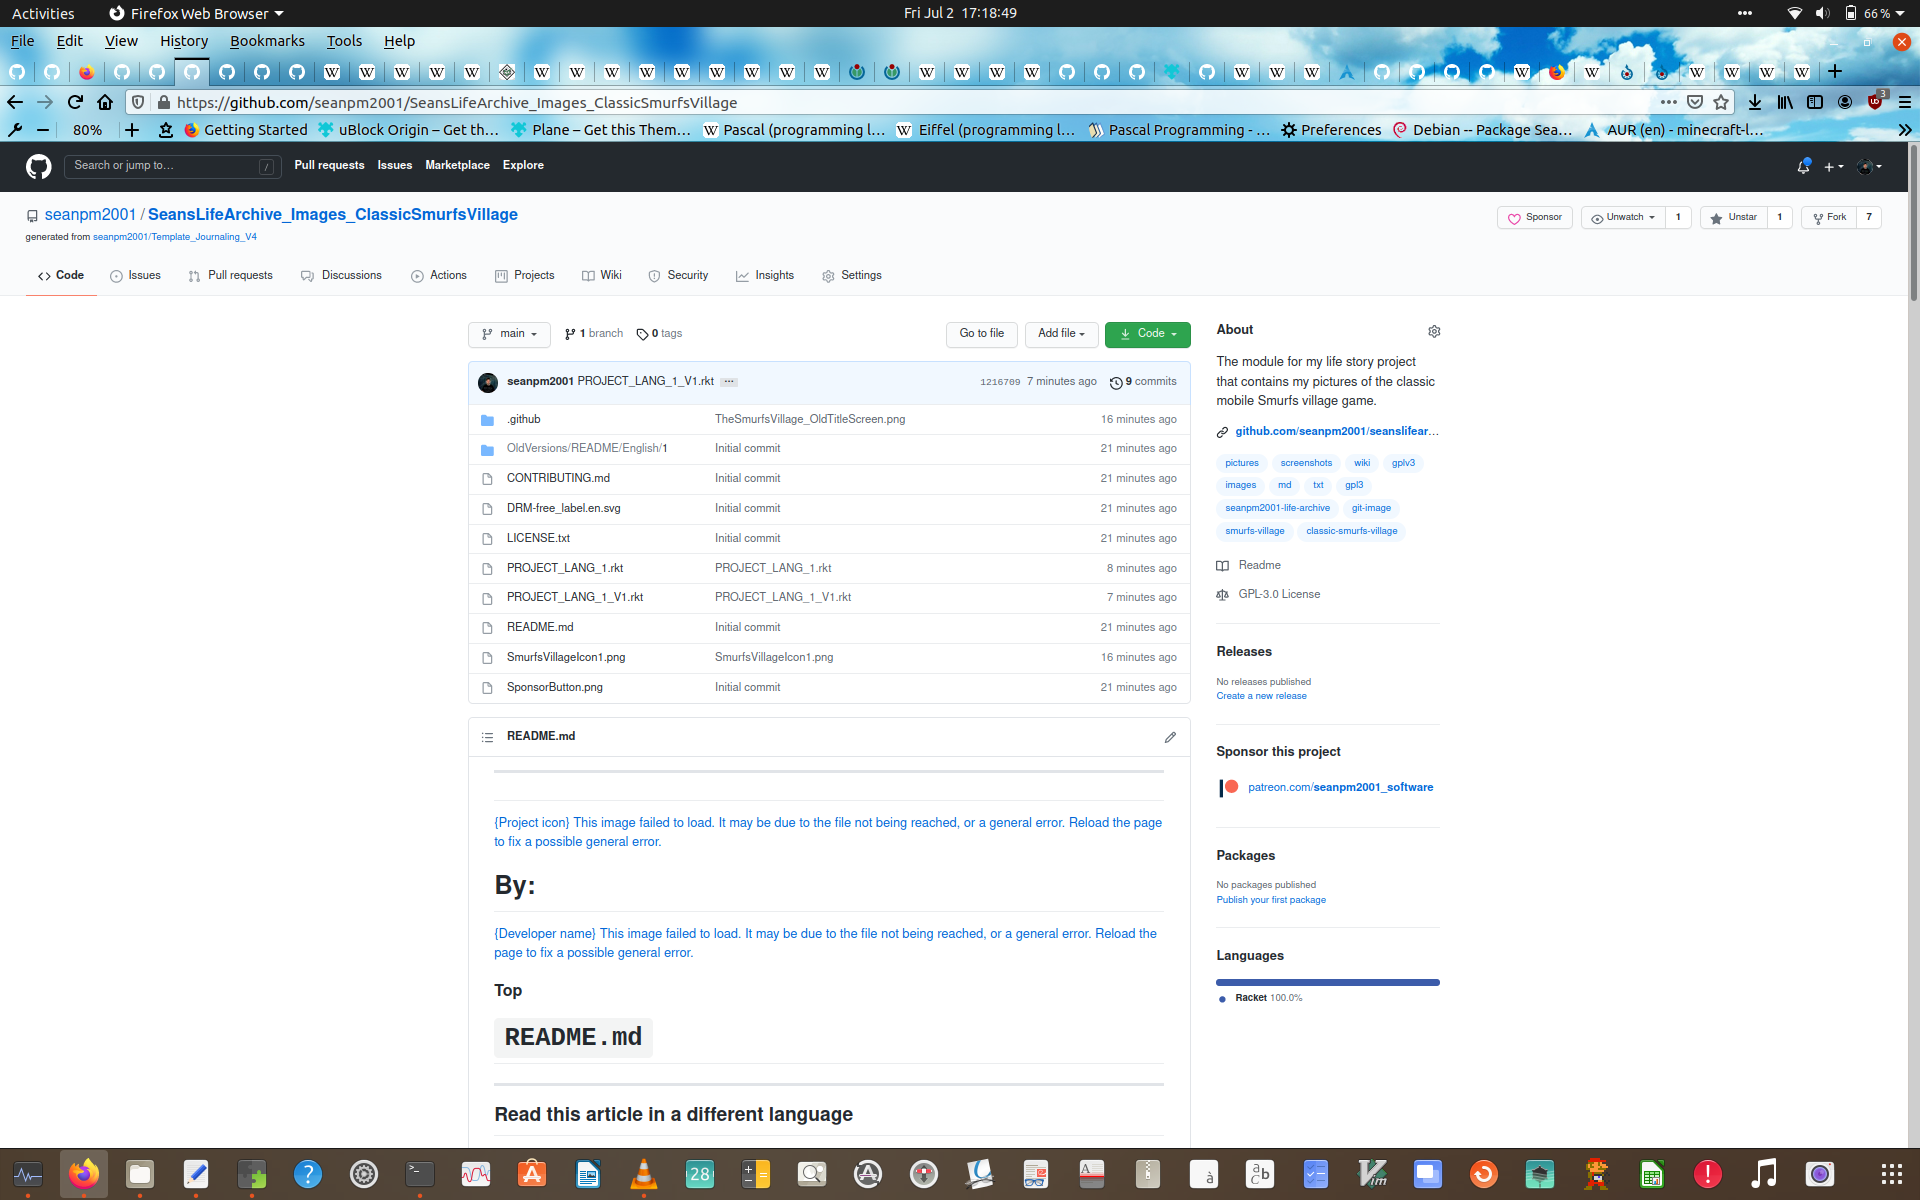 Activities Firefox Web Browser Fri Jul 2 17:18:49 66 %
File Edit View History Bookmarks Tools Help
https://github.com/seanpm2001/SeansLifeArchive_Images_ClassicSmurfsVillage 3
80% Getting Started uBlock Origin – Get th… Plane – Get this Them… Pascal (programming l… Eiffel (programming l… Pascal Programming - … Preferences Debian -- Package Sea… AUR (en) - minecraft-l…
Search or jump to… / Pull requests Issues Marketplace Explore
seanpm2001 / SeansLifeArchive_Images_ClassicSmurfsVillage Sponsor Unwatch 1 Unstar 1 Fork 7
generated from seanpm2001/Template_Journaling_V4
Code Issues Pull requests Discussions Actions Projects Wiki Security Insights Settings
main 1 branch 0 tags Go to file Add file Code
seanpm2001 PROJECT_LANG_1_V1.rkt … 1216709 7 minutes ago 9 commits
.github TheSmurfsVillage_OldTitleScreen.png 16 minutes ago
OldVersions/README/English/1 Initial commit 21 minutes ago
CONTRIBUTING.md Initial commit 21 minutes ago
DRM-free_label.en.svg Initial commit 21 minutes ago
LICENSE.txt Initial commit 21 minutes ago
PROJECT_LANG_1.rkt PROJECT_LANG_1.rkt 8 minutes ago
PROJECT_LANG_1_V1.rkt PROJECT_LANG_1_V1.rkt 7 minutes ago
README.md Initial commit 21 minutes ago
SmurfsVillageIcon1.png SmurfsVillageIcon1.png 16 minutes ago
SponsorButton.png Initial commit 21 minutes ago
README.md
{Project icon} This image failed to load. It may be due to the file not being reached, or a general error. Reload the page
to fix a possible general error.
By:
{Developer name} This image failed to load. It may be due to the file not being reached, or a general error. Reload the
page to fix a possible general error.
Top
README.md
Read this article in a different language
About
The module for my life story project
that contains my pictures of the classic
mobile Smurfs village game.
github.com/seanpm2001/seanslifear…
pictures screenshots wiki gplv3
images md txt gpl3
seanpm2001-life-archive git-image
smurfs-village classic-smurfs-village
Readme
GPL-3.0 License
Releases
No releases published
Create a new release
Sponsor this project
patreon.com/seanpm2001_software
Packages
No packages published
Publish your first package
Languages
Racket 100.0%
28